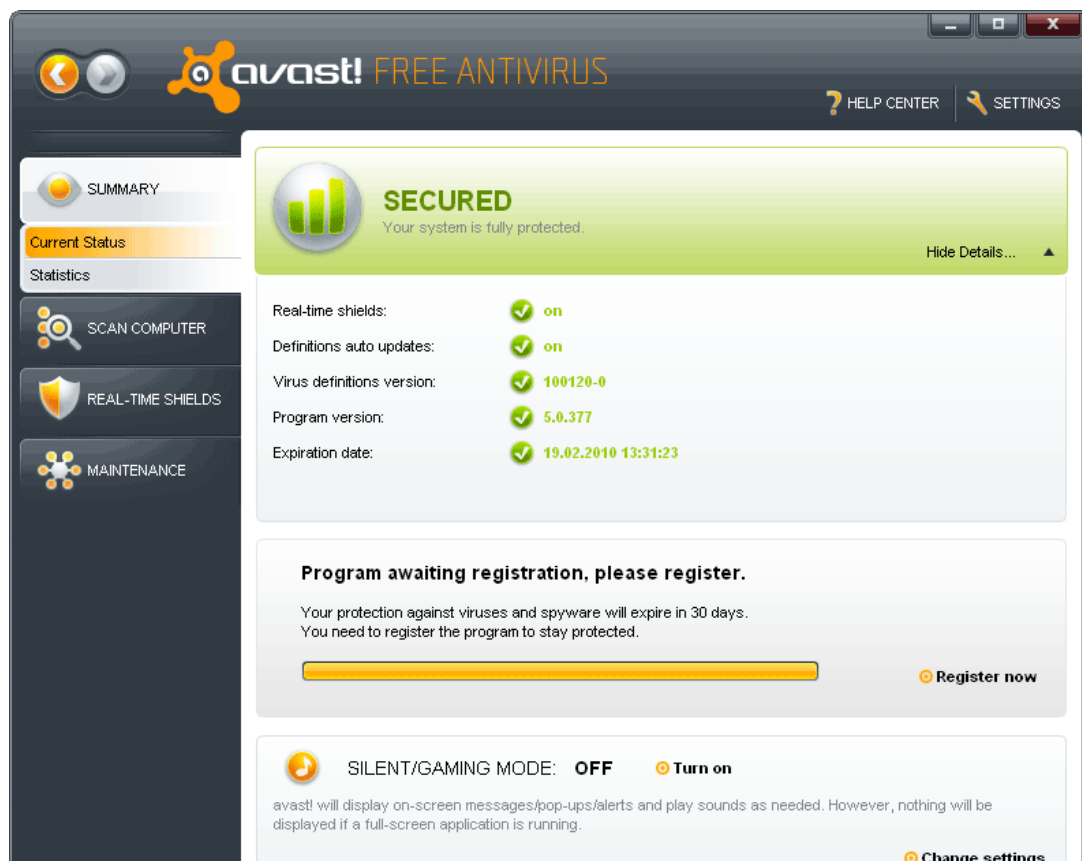 avast! FREE ANTIVIRUS
HELP CENTER
SETTINGS
SUMMARY
Current Status
Statistics
SCAN COMPUTER
REAL-TIME SHIELDS
MAINTENANCE
SECURED
Your system is fully protected.
Hide Details...
Real-time shields: on
Definitions auto updates: on
Virus definitions version: 100120-0
Program version: 5.0.377
Expiration date: 19.02.2010 13:31:23
Program awaiting registration, please register.
Your protection against viruses and spyware will expire in 30 days.
You need to register the program to stay protected.
Register now
SILENT/GAMING MODE: OFF Turn on
avast! will display on-screen messages/pop-ups/alerts and play sounds as needed. However, nothing will be
displayed if a full-screen application is running.
Change settings